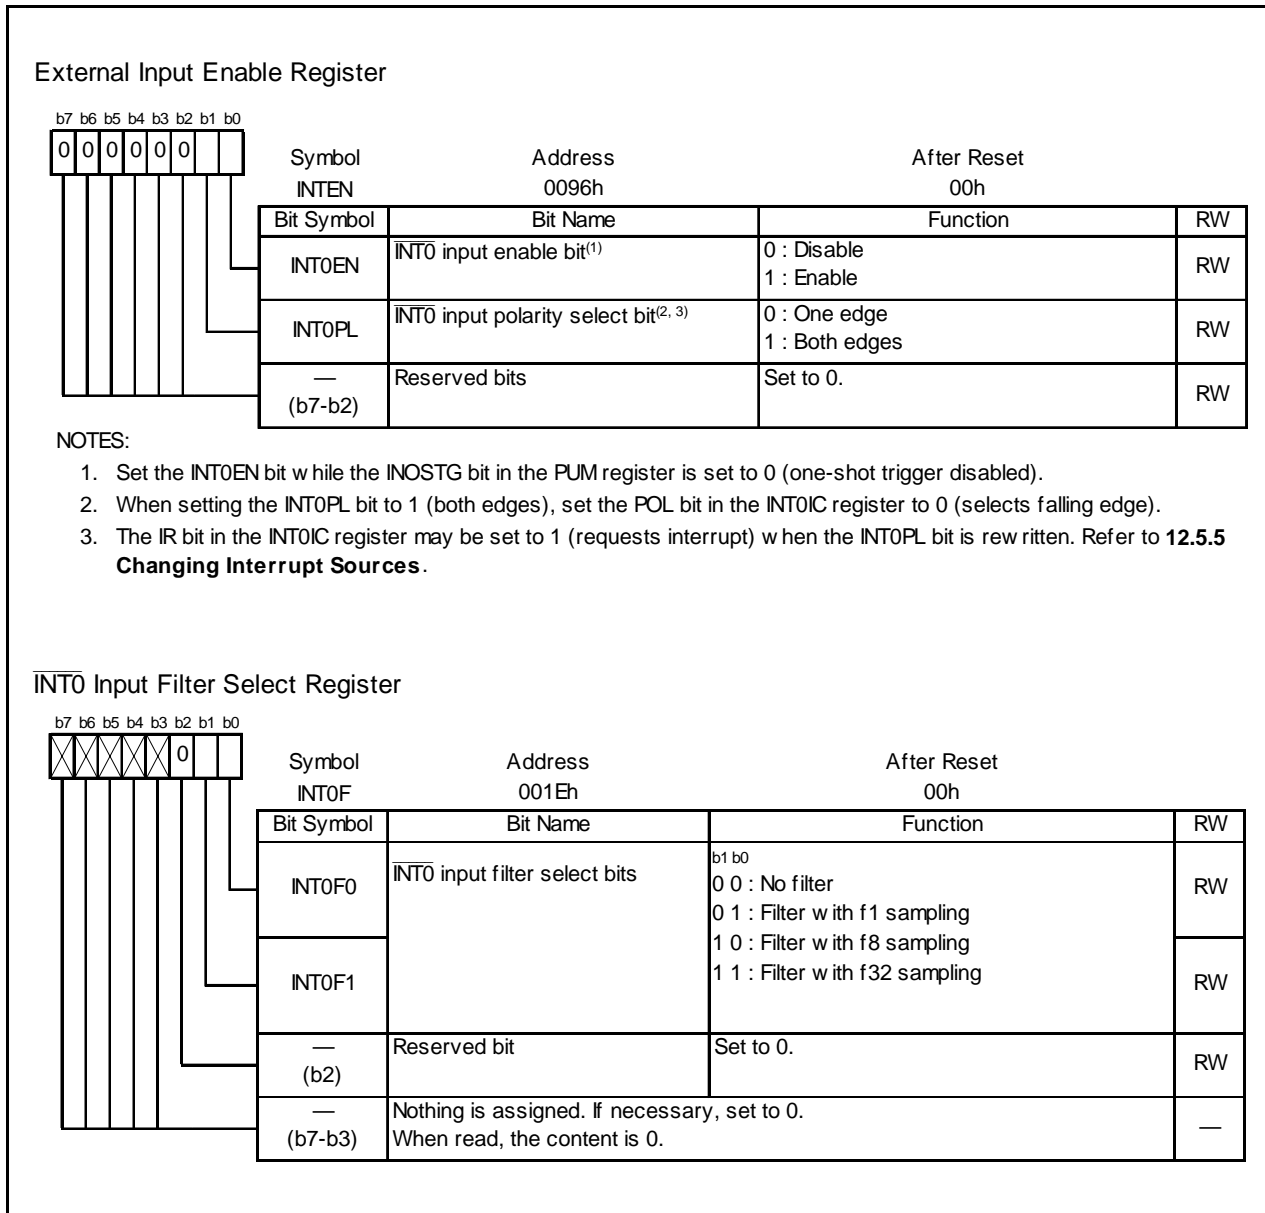 External Input Enable Register
b7 b6 b5 b4 b3 b2 b1 b0
0 0 0 0 0 0
Symbol Address After Reset
INTEN 0096h 00h
Bit Symbol Bit Name Function RW
INT0EN INT0 input enable bit(1) 0 : Disable RW
1 : Enable
INT0PL INT0 input polarity select bit(2, 3) 0 : One edge RW
1 : Both edges
— Reserved bits Set to 0. RW
(b7-b2)
NOTES:
1. Set the INT0EN bit while the INOSTG bit in the PUM register is set to 0 (one-shot trigger disabled).
2. When setting the INT0PL bit to 1 (both edges), set the POL bit in the INT0IC register to 0 (selects falling edge).
3. The IR bit in the INT0IC register may be set to 1 (requests interrupt) when the INT0PL bit is rewritten. Refer to 12.5.5
Changing Interrupt Sources.
INT0 Input Filter Select Register
b7 b6 b5 b4 b3 b2 b1 b0
0
Symbol Address After Reset
INT0F 001Eh 00h
Bit Symbol Bit Name Function RW
INT0F0 INT0 input filter select bits b1 b0 RW
0 0 : No filter
0 1 : Filter with f1 sampling
1 0 : Filter with f8 sampling
INT0F1 1 1 : Filter with f32 sampling RW
— Reserved bit Set to 0. RW
(b2)
— Nothing is assigned. If necessary, set to 0. —
(b7-b3) When read, the content is 0.